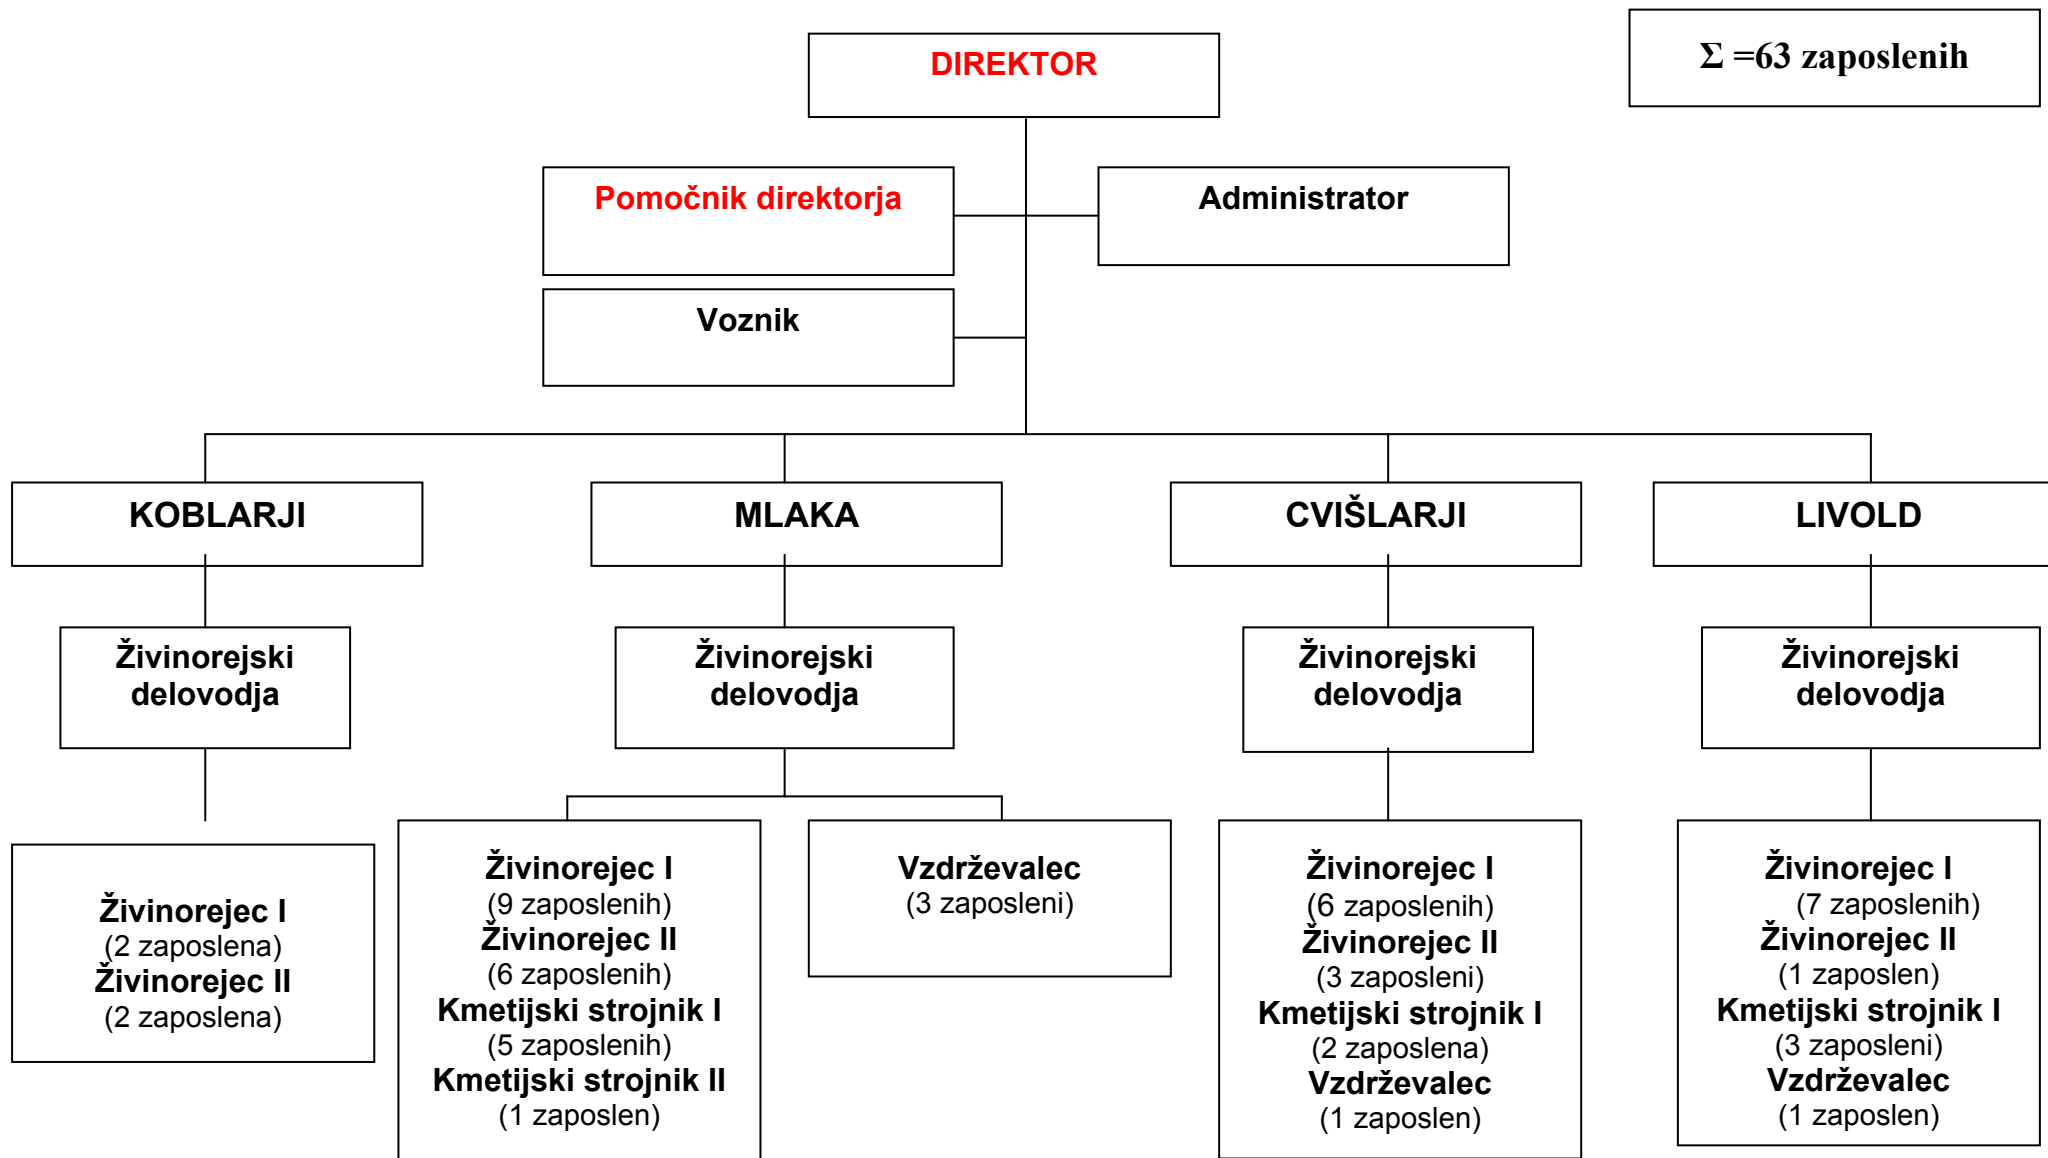 DIREKTOR
Σ =63 zaposlenih
Pomočnik direktorja
Administrator
Voznik
KOBLARJI
MLAKA
CVIŠLARJI
LIVOLD
Živinorejski
delovodja
Živinorejski
delovodja
Živinorejski
delovodja
Živinorejski
delovodja
Živinorejec I
(2 zaposlena)
Živinorejec II
(2 zaposlena)
Živinorejec I
(9 zaposlenih)
Živinorejec II
(6 zaposlenih)
Kmetijski strojnik I
(5 zaposlenih)
Kmetijski strojnik II
(1 zaposlen)
Vzdrževalec
(3 zaposleni)
Živinorejec I
(6 zaposlenih)
Živinorejec II
(3 zaposleni)
Kmetijski strojnik I
(2 zaposlena)
Vzdrževalec
(1 zaposlen)
Živinorejec I
(7 zaposlenih)
Živinorejec II
(1 zaposlen)
Kmetijski strojnik I
(3 zaposleni)
Vzdrževalec
(1 zaposlen)